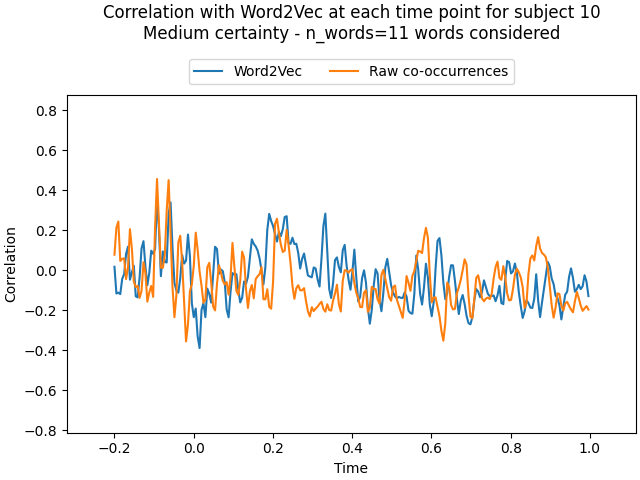 Correlation with Word2Vec at each time point for subject 10
Medium certainty - n_words=11 words considered
Word2Vec
Raw co-occurrences
0.8
0.6
0.4
0.2
0.0
−0.2
−0.4
−0.6
−0.8
Correlation
−0.2
0.0
0.2
0.4
0.6
0.8
1.0
Time